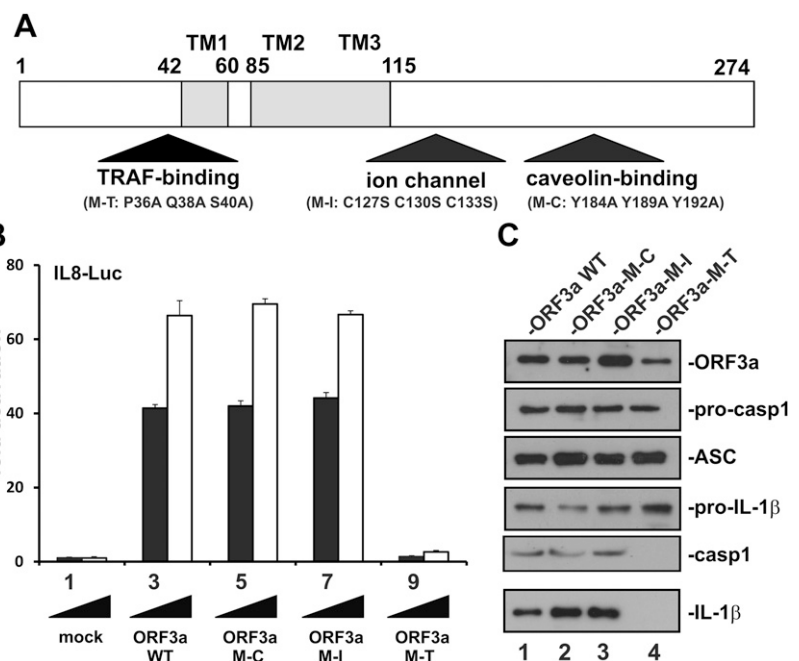 A
TM1 TM2 TM3
1 42 60 85 115 274
TRAF-binding ion channel caveolin-binding
(M-T: P36A Q38A S40A) (M-I: C127S C130S C133S) (M-C: Y184A Y189A Y192A)
B
IL8-Luc
80
60
40
20
0
1 3 5 7 9
mock ORF3a ORF3a ORF3a ORF3a
WT M-C M-I M-T
C
-ORF3a WT
-ORF3a-M-C
-ORF3a-M-I
-ORF3a-M-T
-ORF3a
-pro-casp1
-ASC
-pro-IL-1β
-casp1
-IL-1β
1 2 3 4